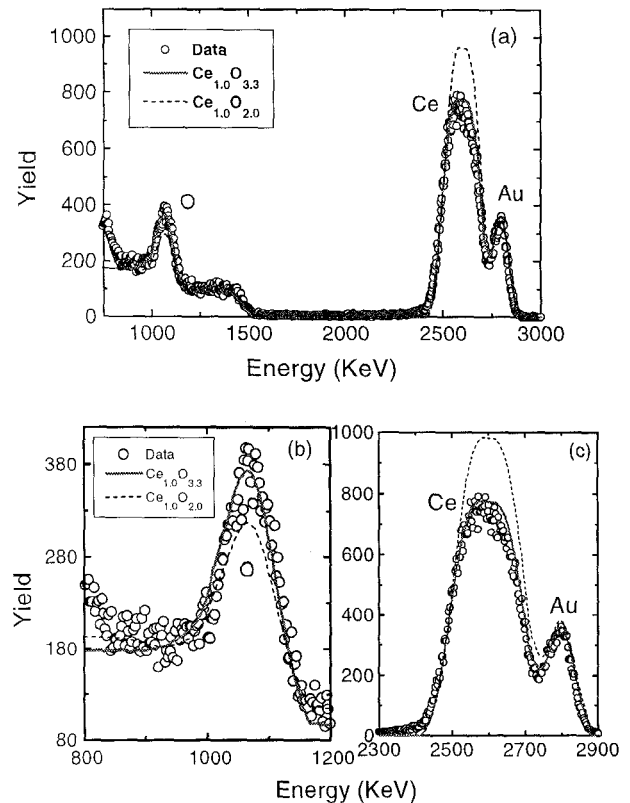 (a)
1000
800
600
400
200
0
Yield
Data
Ce1.0O3.3
Ce1.0O2.0
O
Ce
Au
1000 1500 2000 2500 3000
Energy (KeV)
(b)
380
280
180
80
Yield
Data
Ce1.0O3.3
Ce1.0O2.0
O
800 1000 1200
(c)
1000
800
600
400
200
0
Ce
Au
2300 2500 2700 2900
Energy (KeV)